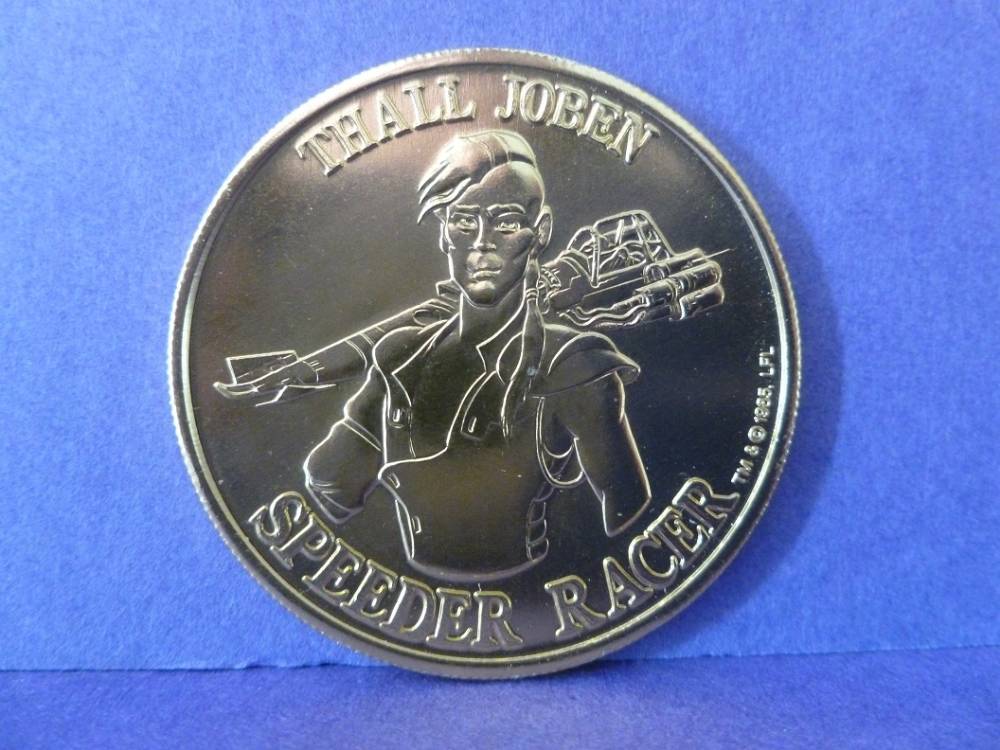 THALL JOBEN
SPEEDER RACER
TM & © 1985, LFL